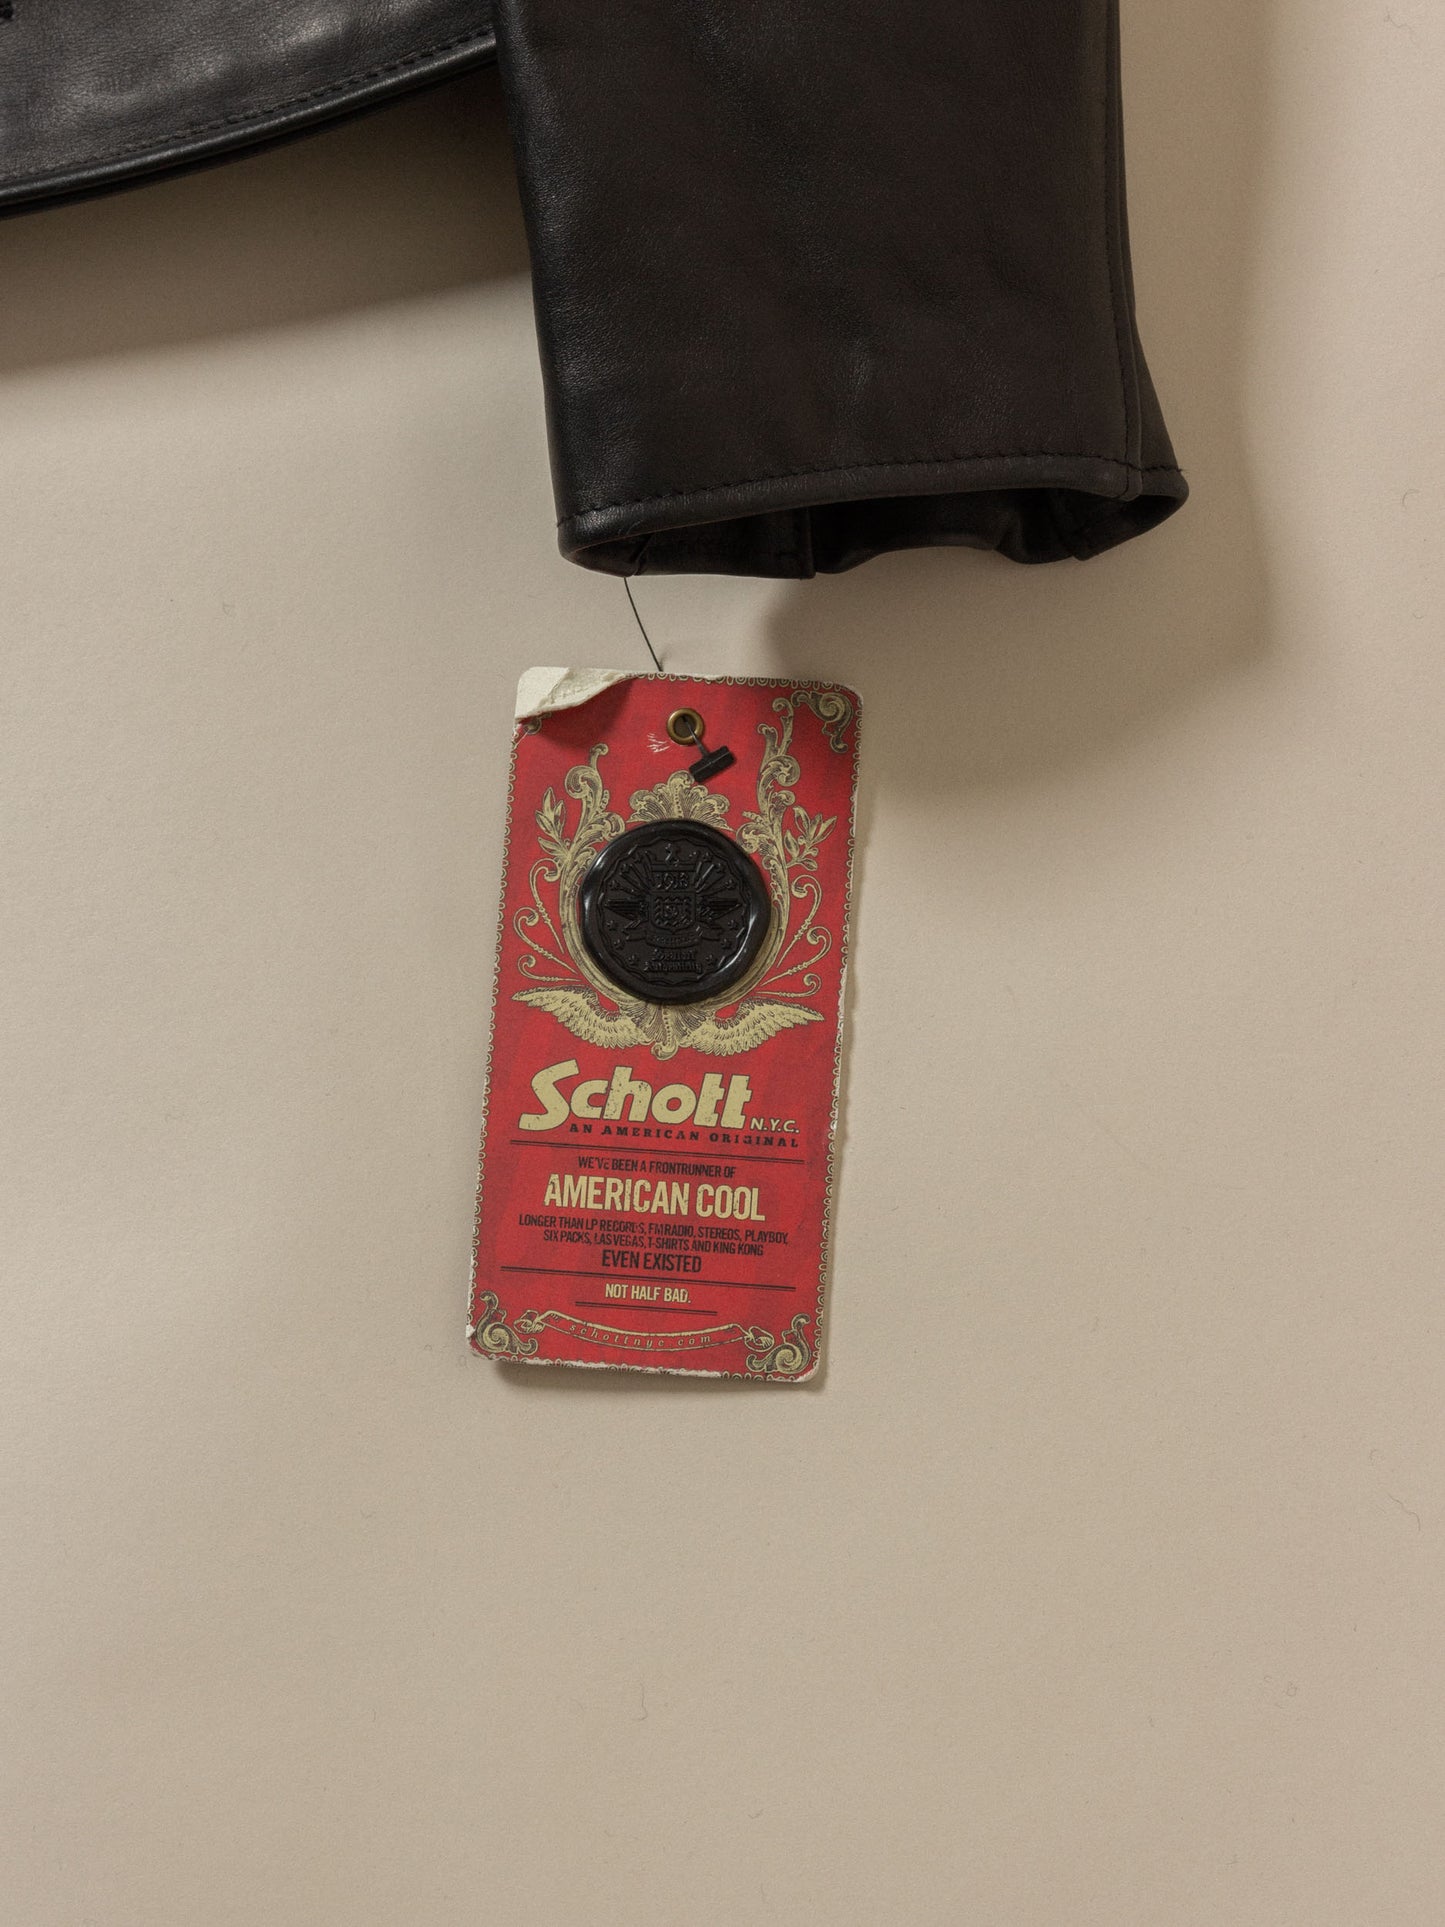 1913
Schott
N.Y.C.
AN AMERICAN ORIGINAL
WE'VE BEEN A FRONTRUNNER OF
AMERICAN COOL
LONGER THAN LP RECORDS, FM RADIO, STEREOS, PLAYBOY,
SIX PACKS, LAS VEGAS, T-SHIRTS AND KING KONG
EVEN EXISTED
NOT HALF BAD.
schottnyc.com